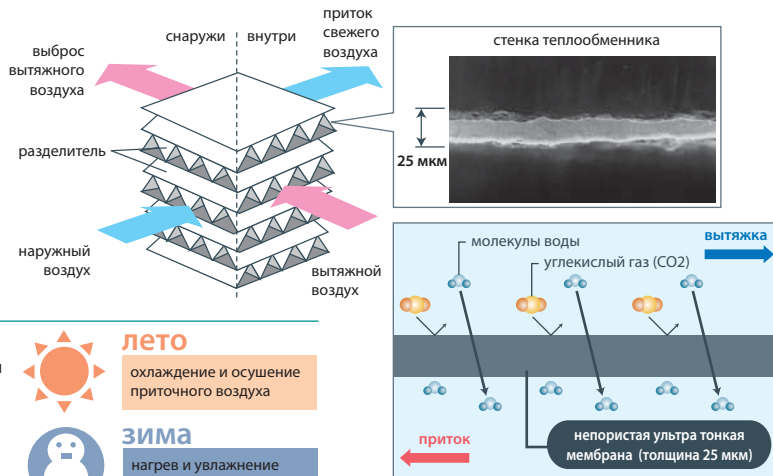 снаружи
внутри
приток
свежего
воздуха
выброс
вытяжного
воздуха
разделитель
наружный
воздух
вытяжной
воздух
стенка теплообменника
25 мкм
молекулы воды
углекислый газ (CO2)
вытяжка
приток
непористая ультра тонкая
мембрана (толщина 25 мкм)
лето
охлаждение и осушение
приточного воздуха
зима
нагрев и увлажнение